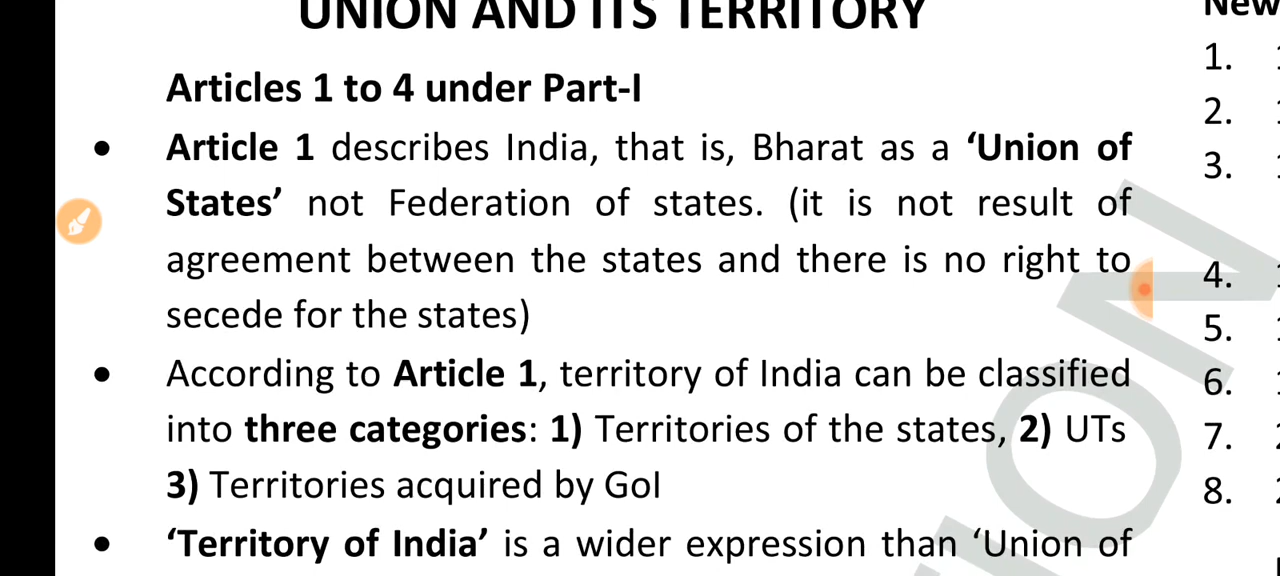 UNION AND ITS TERRITORY
Articles 1 to 4 under Part-I
• Article 1 describes India, that is, Bharat as a ‘Union of
States’ not Federation of states. (it is not result of
agreement between the states and there is no right to
secede for the states)
• According to Article 1, territory of India can be classified
into three categories: 1) Territories of the states, 2) UTs
3) Territories acquired by GoI
• ‘Territory of India’ is a wider expression than ‘Union of
New
1.
2.
3.
4.
5.
6.
7.
8.